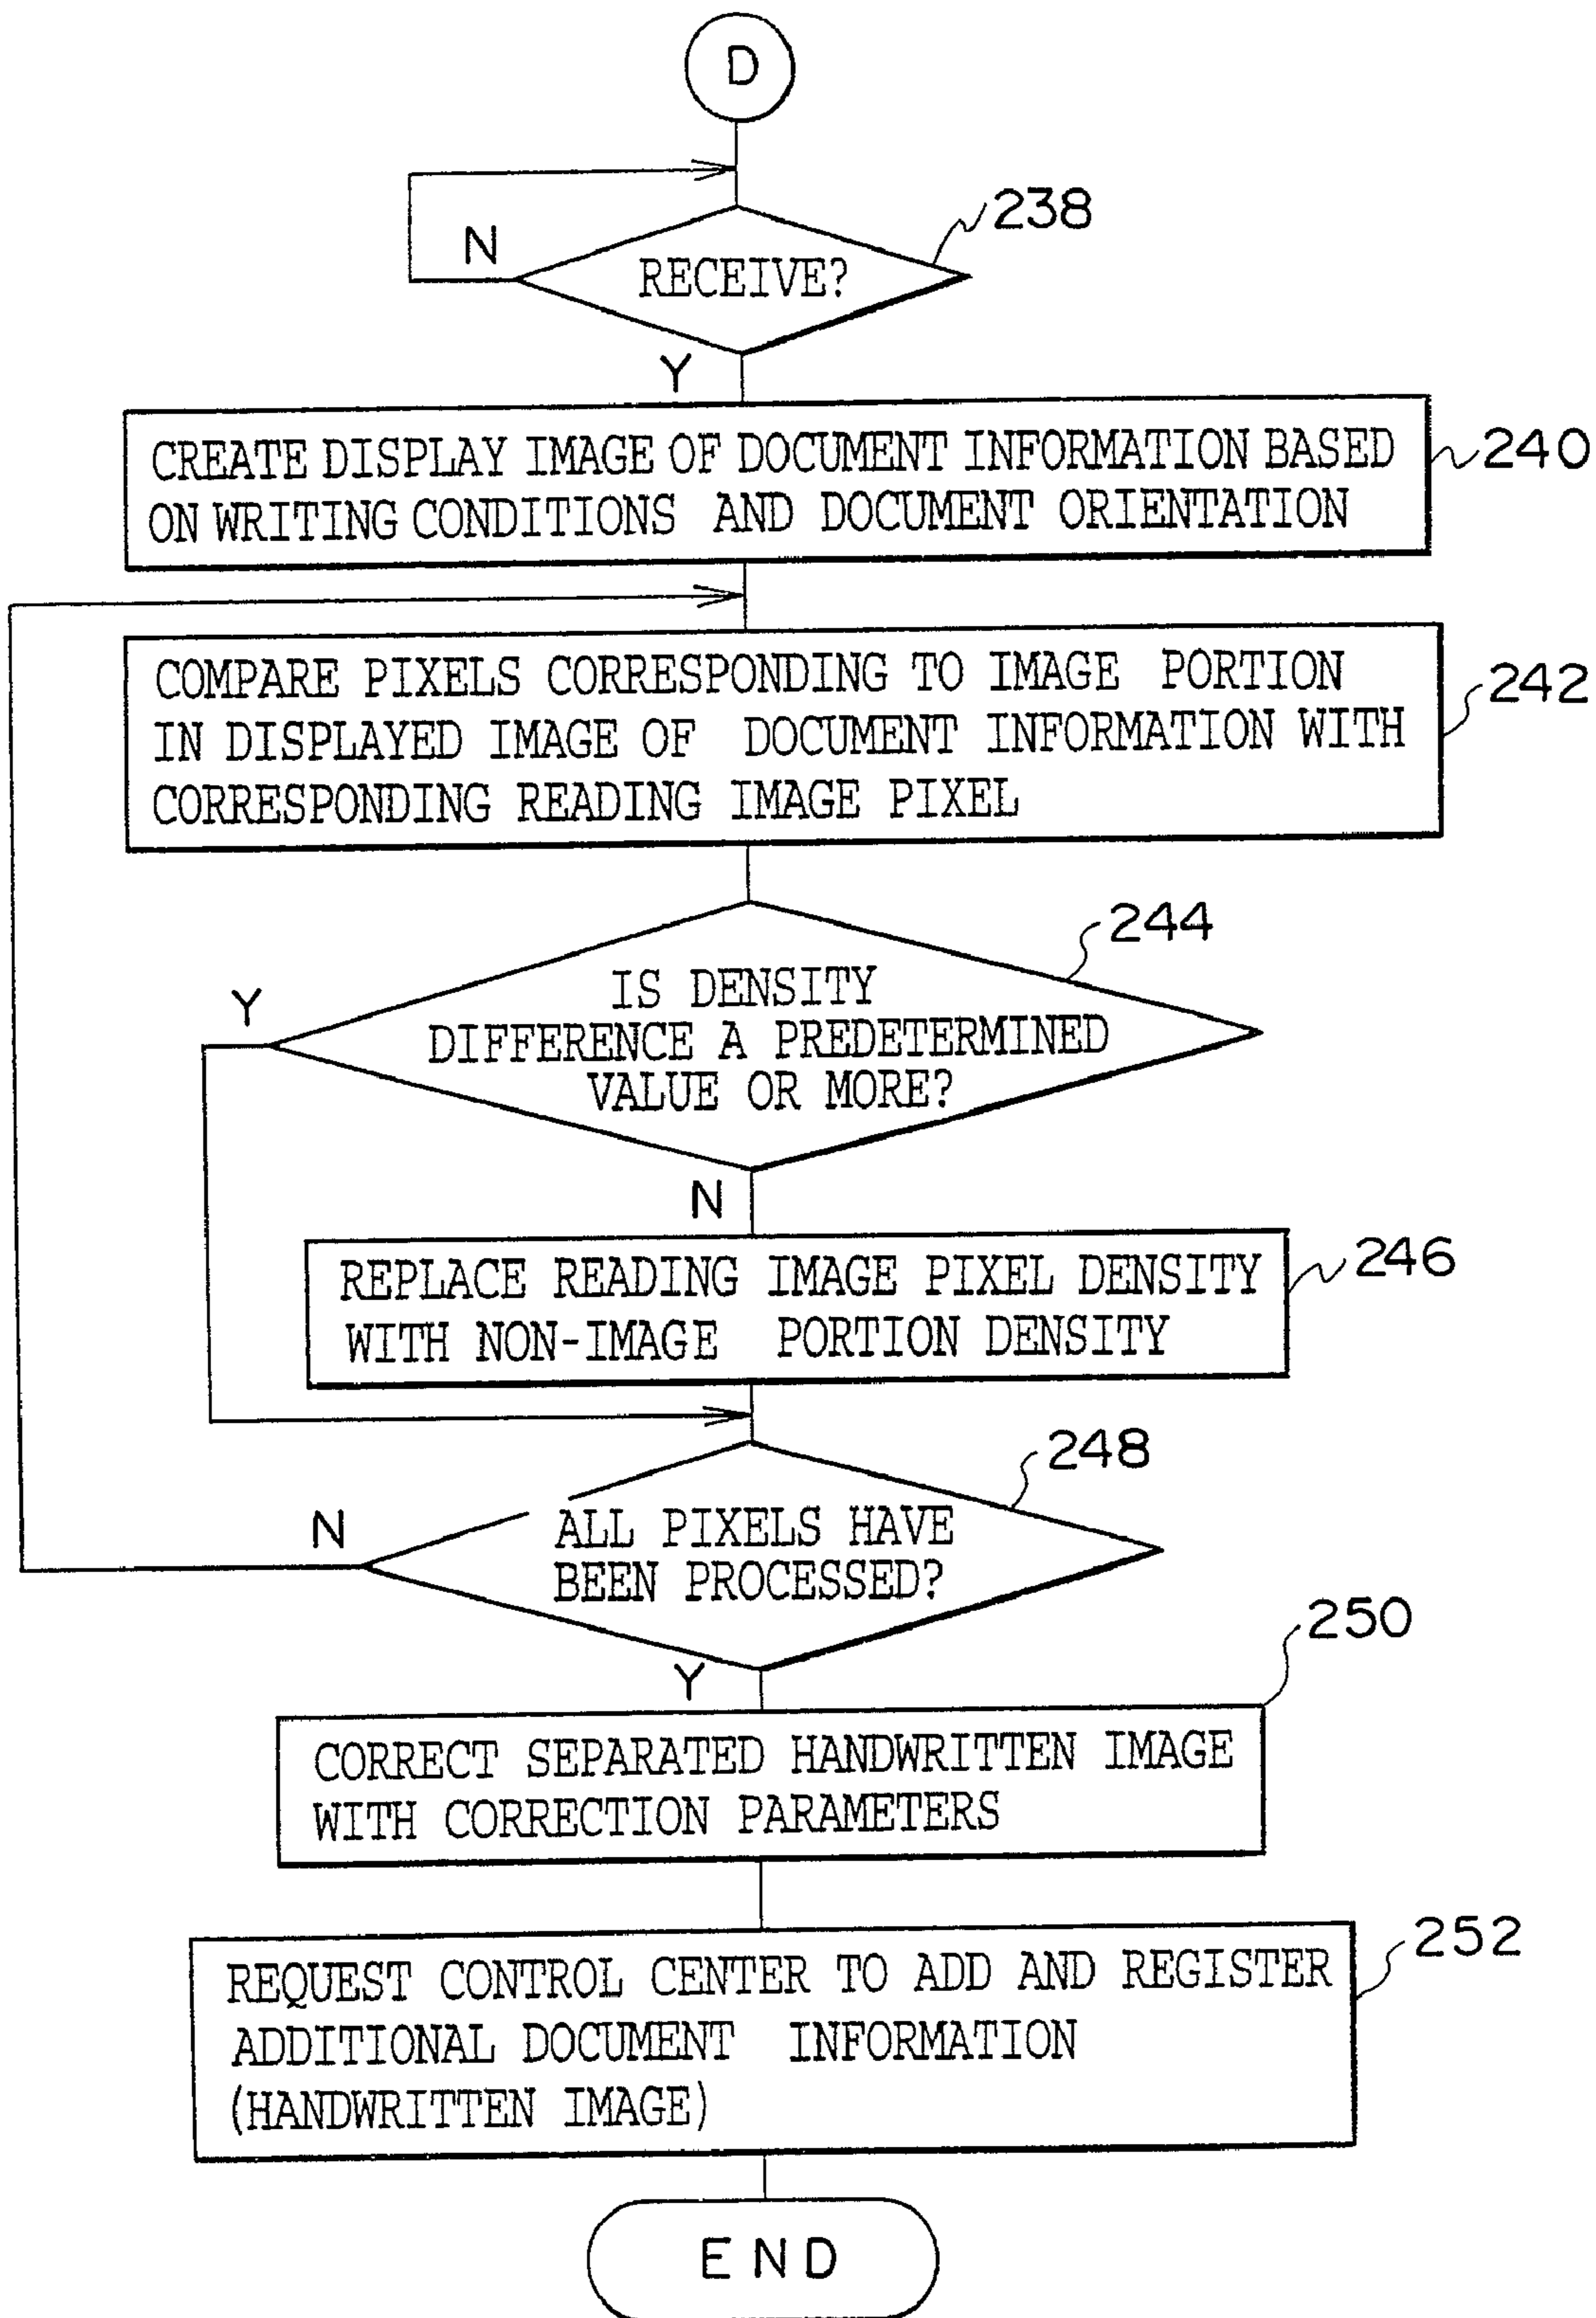 D
238
N
RECEIVE?
Y
CREATE DISPLAY IMAGE OF DOCUMENT INFORMATION BASED
ON WRITING CONDITIONS AND DOCUMENT ORIENTATION
240
COMPARE PIXELS CORRESPONDING TO IMAGE PORTION
IN DISPLAYED IMAGE OF DOCUMENT INFORMATION WITH
CORRESPONDING READING IMAGE PIXEL
242
244
Y
IS DENSITY
DIFFERENCE A PREDETERMINED
VALUE OR MORE?
N
REPLACE READING IMAGE PIXEL DENSITY
WITH NON-IMAGE PORTION DENSITY
246
248
N
ALL PIXELS HAVE
BEEN PROCESSED?
Y
250
CORRECT SEPARATED HANDWRITTEN IMAGE
WITH CORRECTION PARAMETERS
252
REQUEST CONTROL CENTER TO ADD AND REGISTER
ADDITIONAL DOCUMENT INFORMATION
(HANDWRITTEN IMAGE)
END